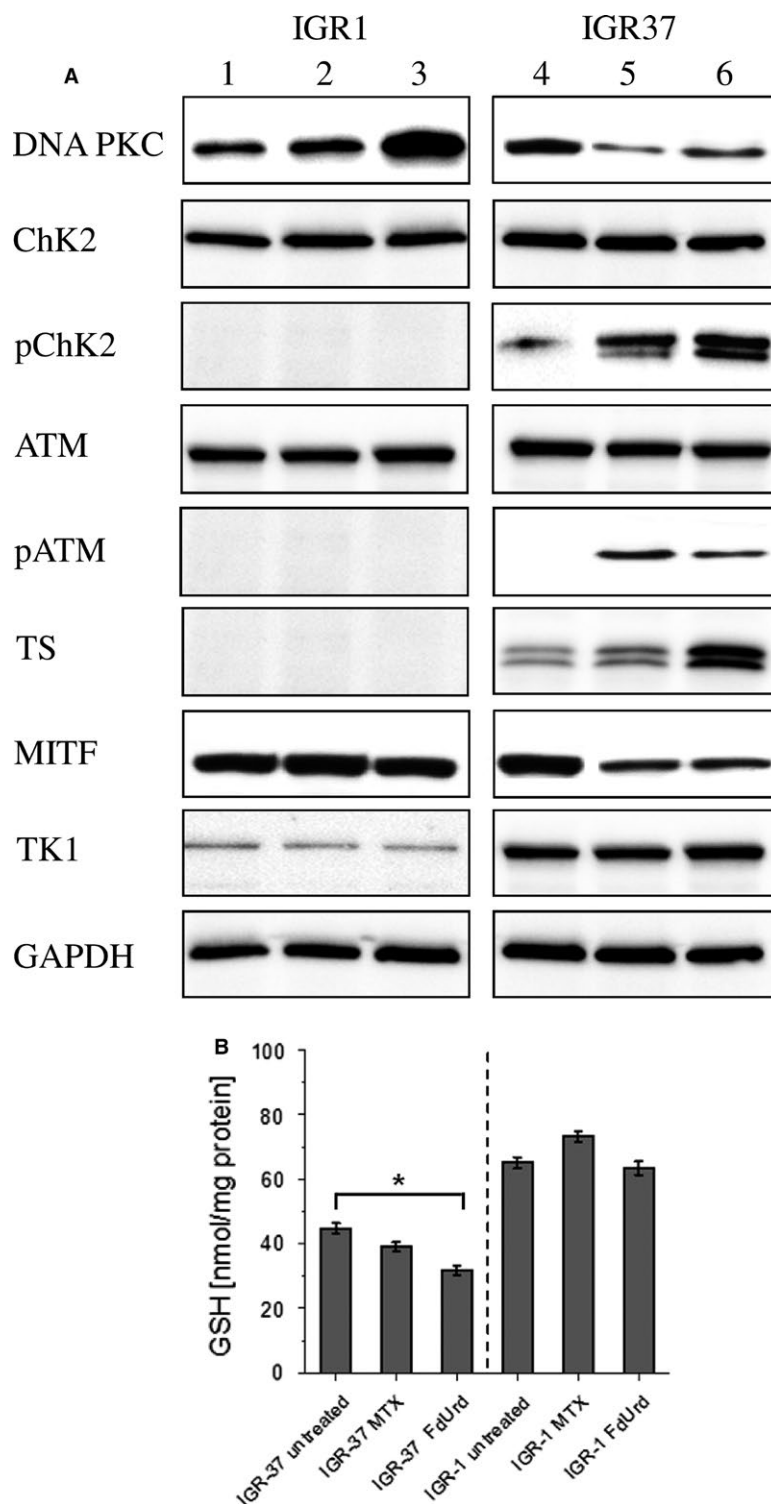 IGR1 IGR37
A 1 2 3 4 5 6
DNA PKC
ChK2
pChK2
ATM
pATM
TS
MITF
TK1
GAPDH
B
100
80
60
40
20
0
GSH [nmol/mg protein]
*
IGR-37 untreated
IGR-37 MTX
IGR-37 FdUrd
IGR-1 untreated
IGR-1 MTX
IGR-1 FdUrd